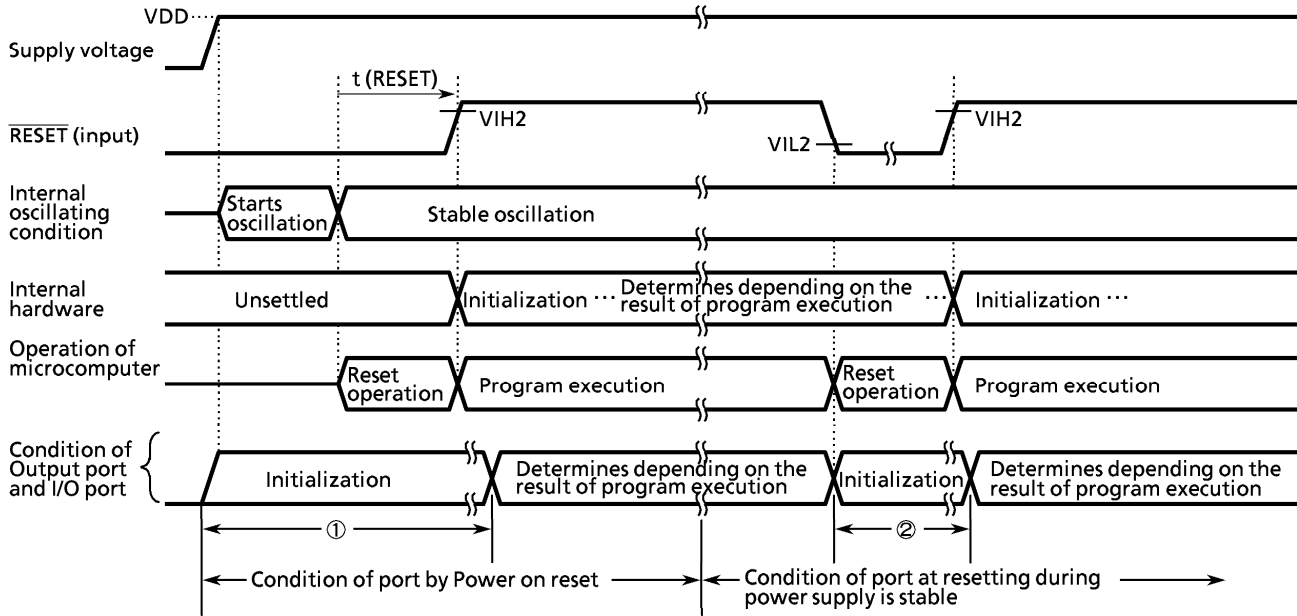 VDD
Supply voltage
t (RESET)
RESET (input)
VIH2
VIL2
VIH2
Internal
oscillating
condition
Starts
oscillation
Stable oscillation
Internal
hardware
Unsettled
Initialization ···
Determines depending on the
result of program execution
···
Initialization ···
Operation of
microcomputer
Reset
operation
Program execution
Reset
operation
Program execution
Condition of
Output port
and I/O port
Initialization
Determines depending on the
result of program execution
Initialization
Determines depending on the
result of program execution
①
②
Condition of port by Power on reset
Condition of port at resetting during
power supply is stable